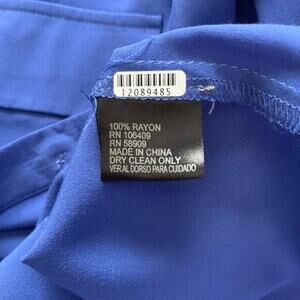 12089485
100% RAYON
RN 106409
RN 58909
MADE IN CHINA
DRY CLEAN ONLY
VER AL DORSO PARA CUIDADO